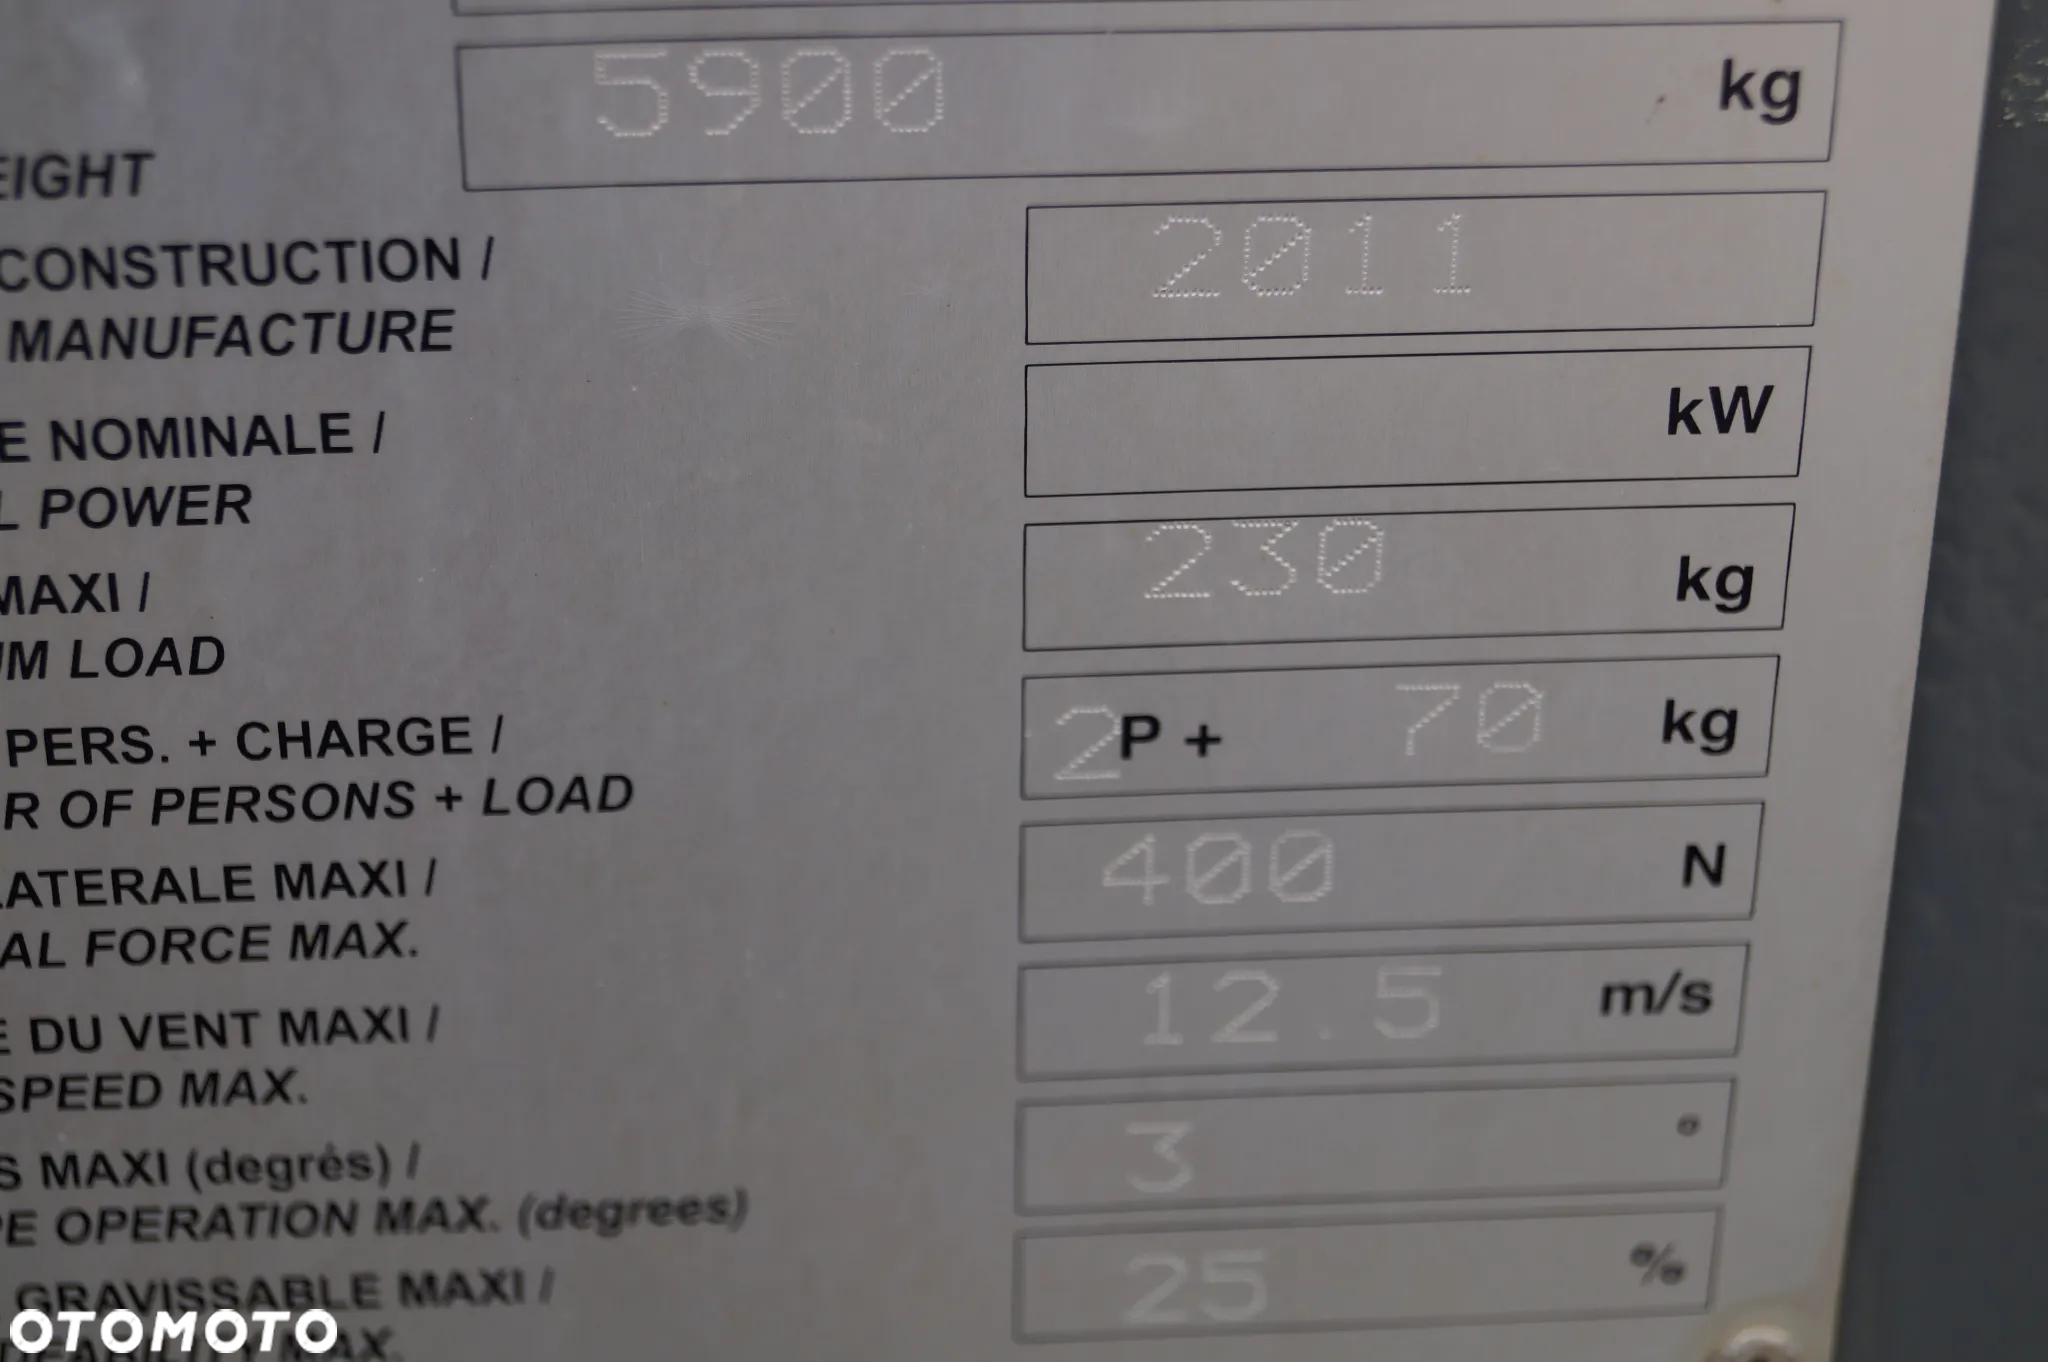 5900 kg
EIGHT
CONSTRUCTION / 2011
MANUFACTURE
E NOMINALE / kW
L POWER
MAXI / 230 kg
UM LOAD
PERS. + CHARGE / 2P + 70 kg
R OF PERSONS + LOAD
LATERALE MAXI / 400 N
AL FORCE MAX.
E DU VENT MAXI / 12.5 m/s
SPEED MAX.
S MAXI (degrés) / 3 °
PE OPERATION MAX. (degrees)
GRAVISSABLE MAXI / 25 %
MAX.
OTOMOTO